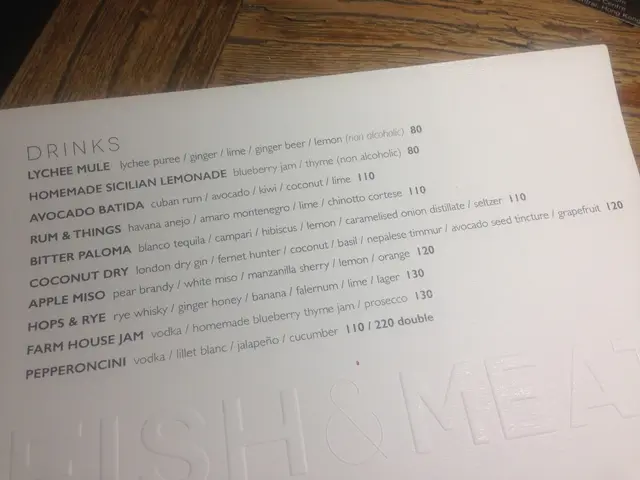 Centre
Central, Hong Kong
DRINKS
LYCHEE MULE lychee puree / ginger / lime / ginger beer / lemon (non alcoholic) 80
HOMEMADE SICILIAN LEMONADE blueberry jam / thyme (non alcoholic) 80
AVOCADO BATIDA cuban rum / avocado / kiwi / coconut / lime 110
RUM & THINGS havana anejo / amaro montenegro / lime / chinotto cortese 110
BITTER PALOMA blanco tequila / campari / hibiscus / lemon / caramelised onion distillate / seltzer 110
COCONUT DRY london dry gin / fernet hunter / coconut / basil / nepalese timmur / avocado seed tincture / grapefruit 120
APPLE MISO pear brandy / white miso / manzanilla sherry / lemon / orange 120
HOPS & RYE rye whisky / ginger honey / banana / falernum / lime / lager 130
FARM HOUSE JAM vodka / homemade blueberry thyme jam / prosecco 130
PEPPERONCINI vodka / lillet blanc / jalapeño / cucumber 110 / 220 double
FISH & MEAT